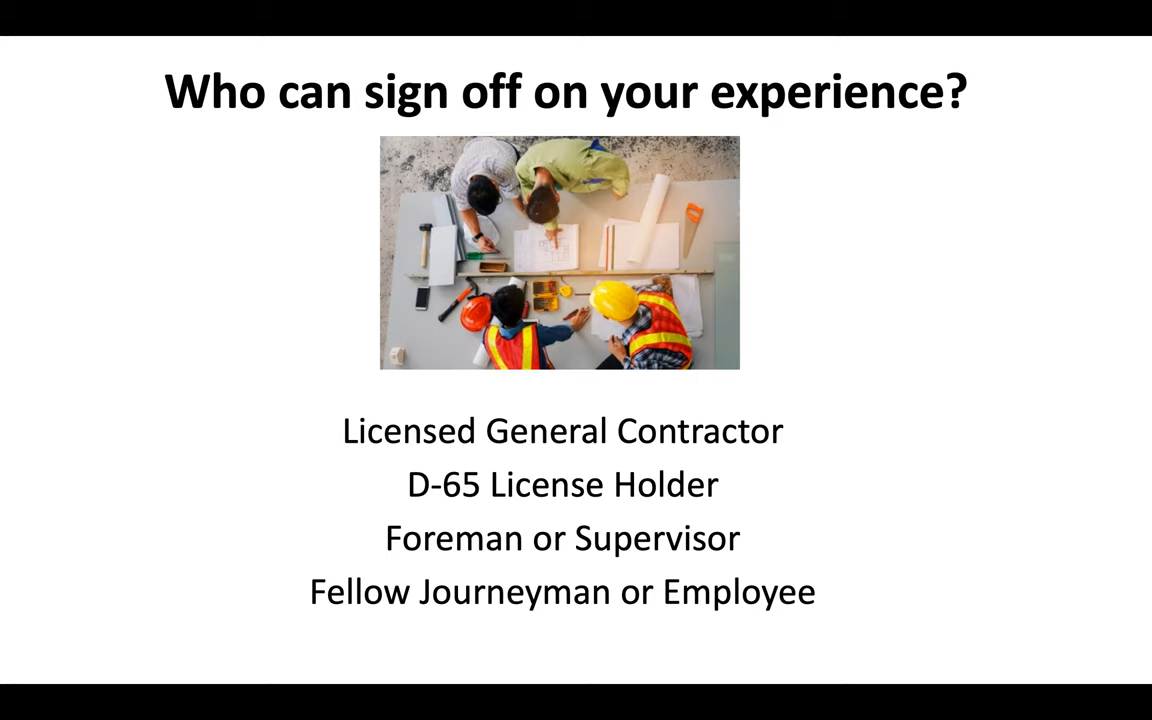 Who can sign off on your experience?
Licensed General Contractor
D-65 License Holder
Foreman or Supervisor
Fellow Journeyman or Employee